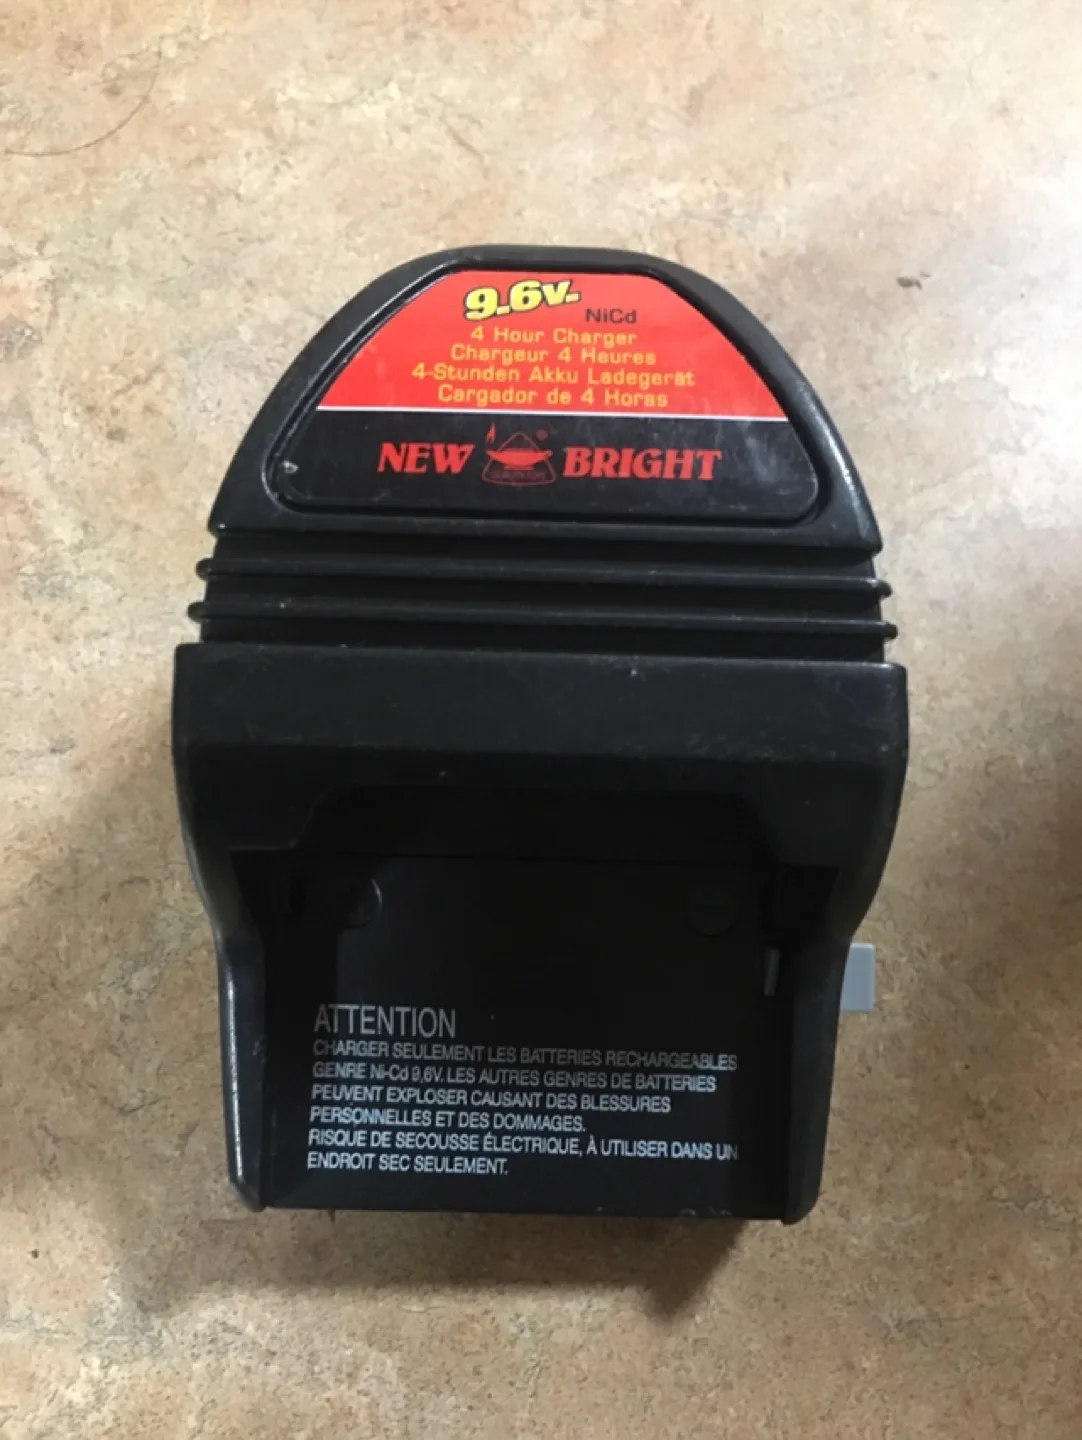 9.6v.
NiCd
4 Hour Charger
Chargeur 4 Heures
4-Stunden Akku Ladegerät
Cargador de 4 Horas
NEW BRIGHT
®
ATTENTION
CHARGER SEULEMENT LES BATTERIES RECHARGEABLES
GENRE Ni-Cd 9,6V. LES AUTRES GENRES DE BATTERIES
PEUVENT EXPLOSER CAUSANT DES BLESSURES
PERSONNELLES ET DES DOMMAGES.
RISQUE DE SECOUSSE ÉLECTRIQUE, À UTILISER DANS UN
ENDROIT SEC SEULEMENT.